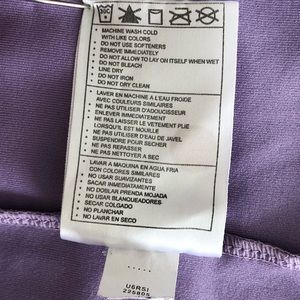 30C
• MACHINE WASH COLD
WITH LIKE COLORS
DO NOT USE SOFTENERS
REMOVE IMMEDIATELY
DO NOT ALLOW TO LAY ON ITSELF WHEN WET
DO NOT BLEACH
LINE DRY
DO NOT IRON
DO NOT DRY CLEAN
• LAVER EN MACHINE A L'EAU FROIDE
AVEC COULEURS SIMILAIRES
NE PAS UTILISER D'ADOUCISSEUR
ENLEVER IMMEDIATEMENT
NE PAS LAISSER LE VETEMENT PLIE
LORSQU'IL EST MOUILLE
NE PAS UTILISER D'EAU DE JAVEL
SUSPENDRE POUR SECHER
NE PAS REPASSER
NE PAS NETTOYER A SEC
LAVAR A MAQUINA EN AGUA FRIA
CON COLORES SIMILARES
NO USAR SUAVIZANTES
SACAR INMEDIATAMENTE
NO DOBLAR PRENDA MOJADA
NO USAR BLANQUEADORES
SECAR COLGANDO
NO PLANCHAR
NO LAVAR EN SECO
U6RSI
225805